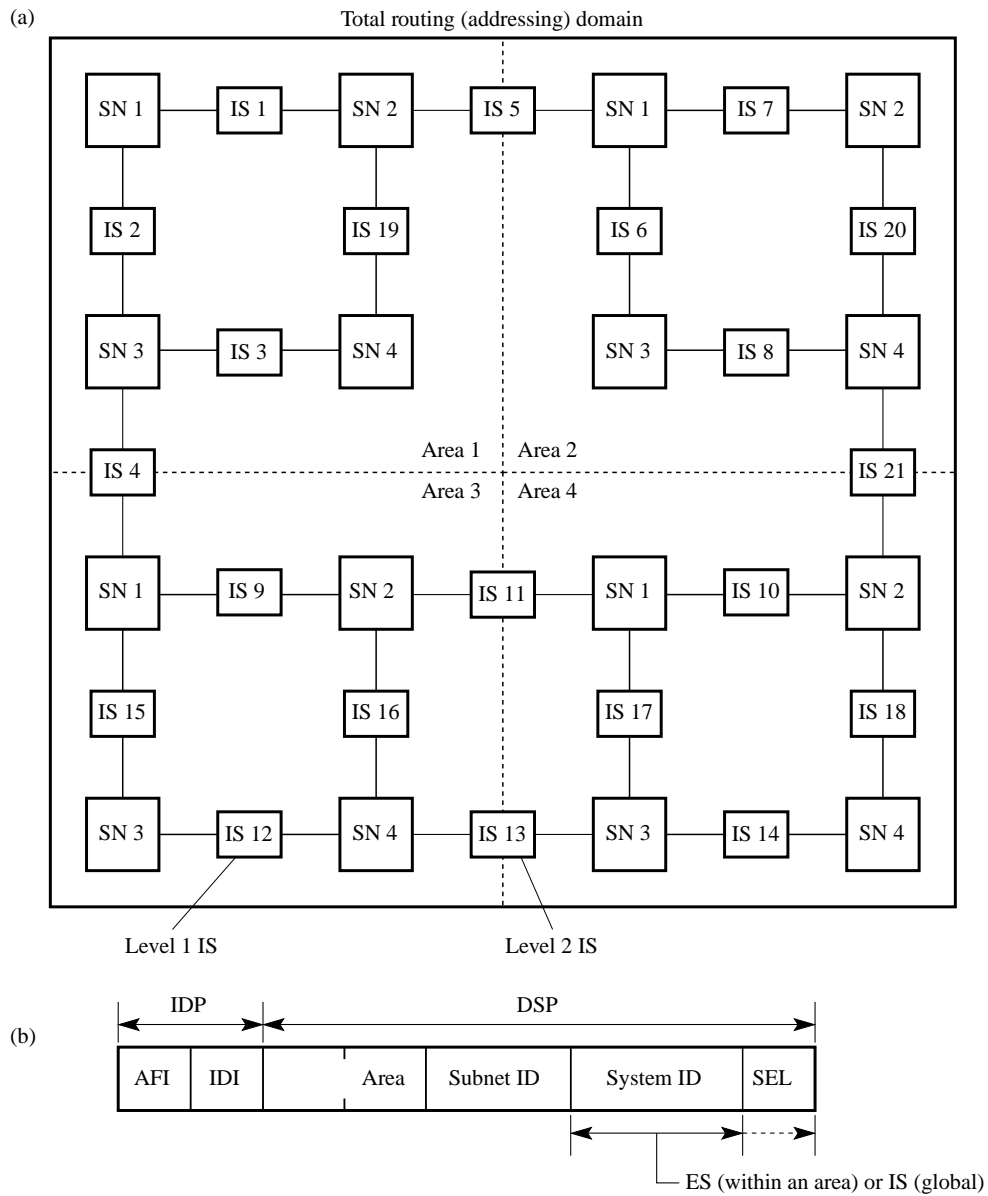 (a)
Total routing (addressing) domain
SN 1 IS 1 SN 2 IS 5 SN 1 IS 7 SN 2
IS 2 IS 19 IS 6 IS 20
SN 3 IS 3 SN 4 SN 3 IS 8 SN 4
Area 1 Area 2
IS 4 IS 21
Area 3 Area 4
SN 1 IS 9 SN 2 IS 11 SN 1 IS 10 SN 2
IS 15 IS 16 IS 17 IS 18
SN 3 IS 12 SN 4 IS 13 SN 3 IS 14 SN 4
Level 1 IS Level 2 IS
IDP DSP
(b)
AFI IDI Area Subnet ID System ID SEL
ES (within an area) or IS (global)